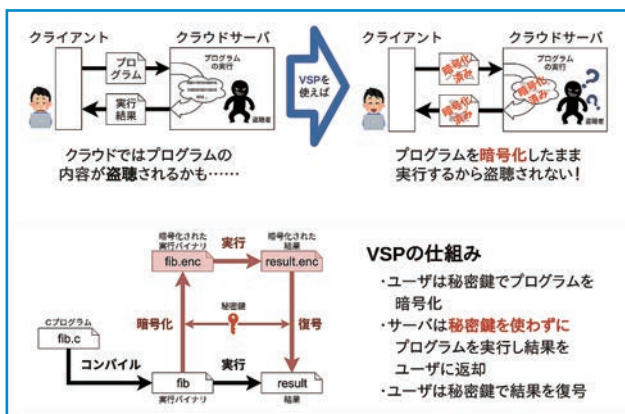 クライアント
クラウドサーバ
プログラム
の実行
プロ
グラム
実行
結果
盗聴者
クラウドではプログラムの
内容が盗聴されるかも……
VSPを
使えば
クライアント
クラウドサーバ
プログラム
の実行
暗号化
済み
暗号化
済み
暗号化
済み
盗聴者
プログラムを暗号化したまま
実行するから盗聴されない！
暗号化された
実行バイナリ
fib.enc
実行
暗号化された
結果
result.enc
暗号化
秘密鍵
復号
Cプログラム
fib.c
コンパイル
fib
実行バイナリ
実行
result
結果
VSPの仕組み
・ユーザは秘密鍵でプログラムを
暗号化
・サーバは秘密鍵を使わずに
プログラムを実行し結果を
ユーザに返却
・ユーザは秘密鍵で結果を復号